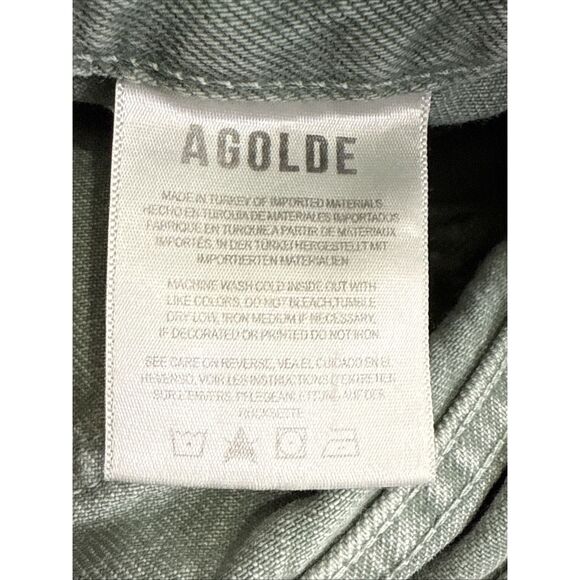 AGOLDE
MADE IN TURKEY OF IMPORTED MATERIALS
HECHO EN TURQUIA DE MATERIALES IMPORTADOS
FABRIQUE EN TURQUIE A PARTIR DE MATERIAUX
IMPORTÉS, IN DER TÜRKEI HERGESTELLT MIT
IMPORTIERTEN MATERIALIEN
MACHINE WASH COLD INSIDE OUT WITH
LIKE COLORS, DO NOT BLEACH,TUMBLE
DRY LOW, IRON MEDIUM IF NECESSARY.
IF DECORATED OR PRINTED DO NOT IRON.
SEE CARE ON REVERSE, VEA EL CUIDADO EN EL
REVERSO, VOIR LES INSTRUCTIONS D'ENTRETIEN
SUR L'ENVERS, PFLEGEANLEITUNG AUF DER
RÜCKSEITE